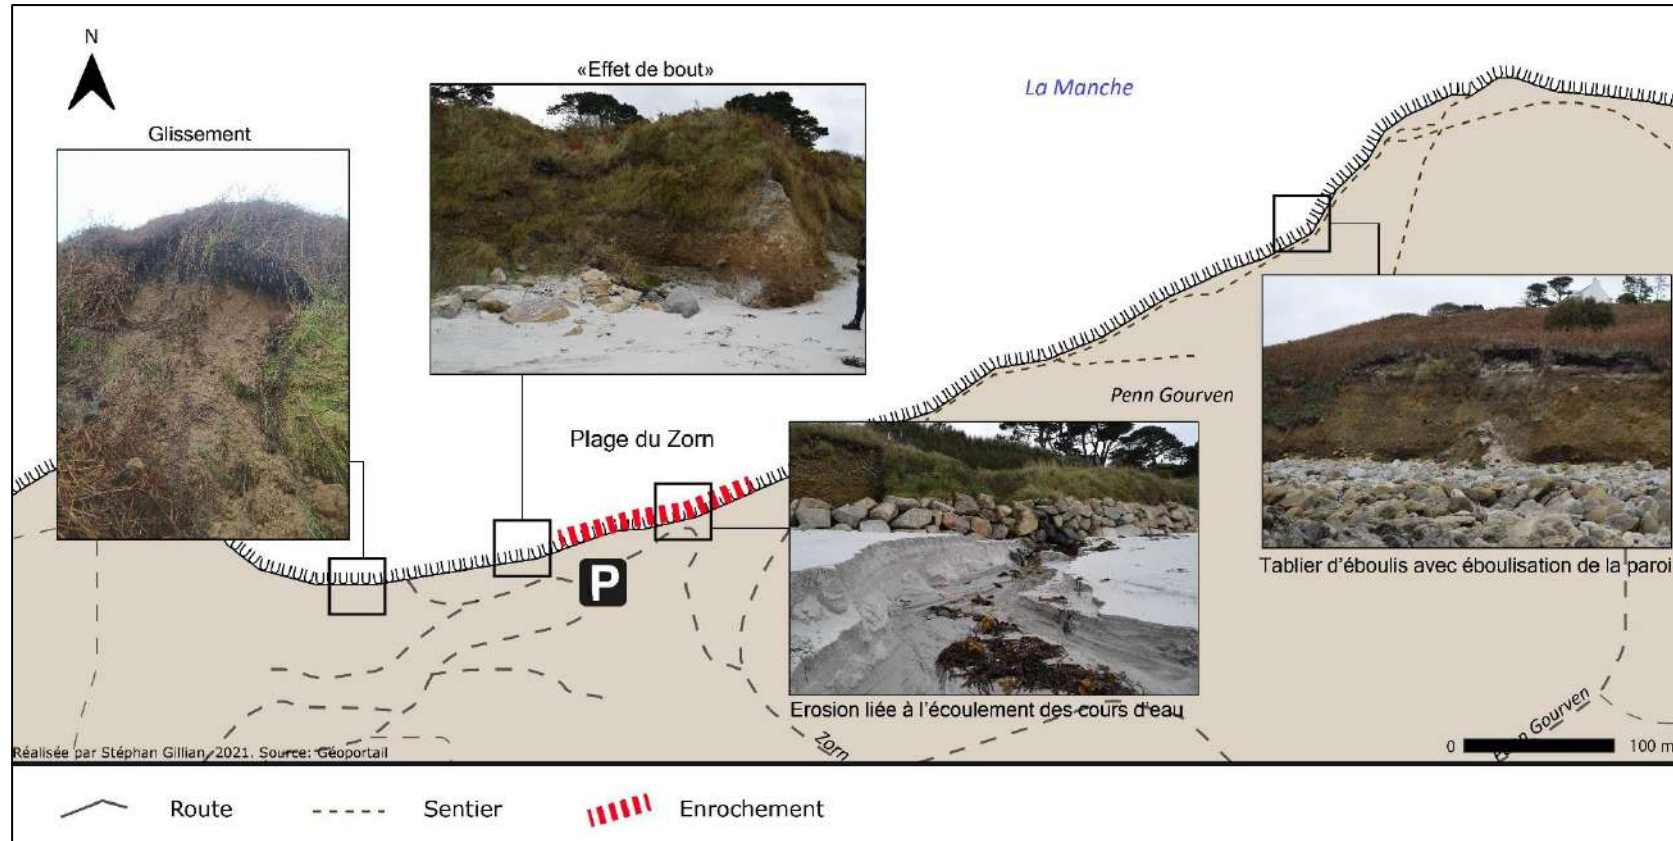 N
«Effet de bout»
La Manche
Glissement
Penn Gourven
Plage du Zorn
P
Tablier d'éboulis avec éboulisation de la paroi
Erosion liée à l'écoulement des cours d'eau
Zorn
Penn Gourven
Réalisée par Stéphan Gillian, 2021. Source: Géoportail
0 100 m
Route
Sentier
Enrochement